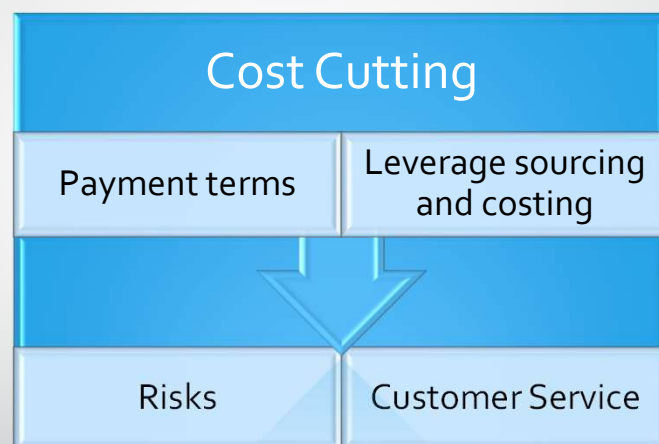 Cost Cutting
Payment terms
Leverage sourcing
and costing
Risks
Customer Service